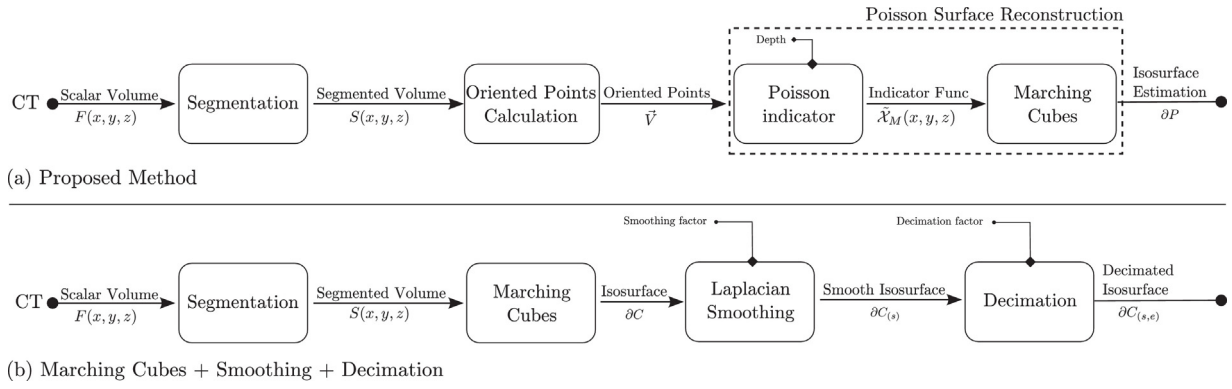 Poisson Surface Reconstruction
Depth
CT
Scalar Volume
F(x, y, z)
Segmentation
Segmented Volume
S(x, y, z)
Oriented Points
Calculation
Oriented Points
V⃗
Poisson
indicator
Indicator Func
𝒳̃_M(x, y, z)
Marching
Cubes
Isosurface
Estimation
∂P
(a) Proposed Method
Smoothing factor
Decimation factor
CT
Scalar Volume
F(x, y, z)
Segmentation
Segmented Volume
S(x, y, z)
Marching
Cubes
Isosurface
∂C
Laplacian
Smoothing
Smooth Isosurface
∂C₍ₛ₎
Decimation
Decimated
Isosurface
∂C₍ₛ,ₑ₎
(b) Marching Cubes + Smoothing + Decimation